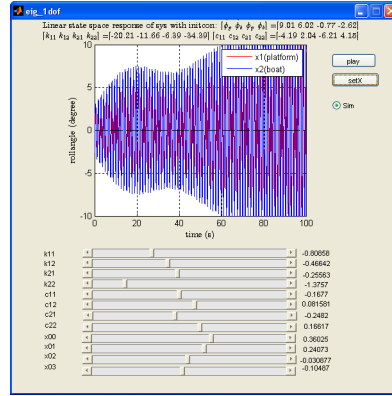 eig_1dof
Linear state space response of sys with initcon: [ϕp ϕs ϕ̇p ϕ̇s] =[9.01 6.02 -0.77 -2.62]
[k11 k12 k21 k22] =[-20.21 -11.66 -6.39 -34.39] [c11 c12 c21 c22] =[-4.19 2.04 -6.21 4.15]
x1(platform)
x2(boat)
play
setX
Sim
rollangle (degree)
10
5
0
-5
-10
0 20 40 60 80 100
time (s)
k11 -0.80858
k12 -0.46642
k21 -0.25563
k22 -1.3757
c11 -0.1677
c12 0.081581
c21 -0.2482
c22 0.16617
x00 0.36025
x01 0.24073
x02 -0.030877
x03 -0.10487